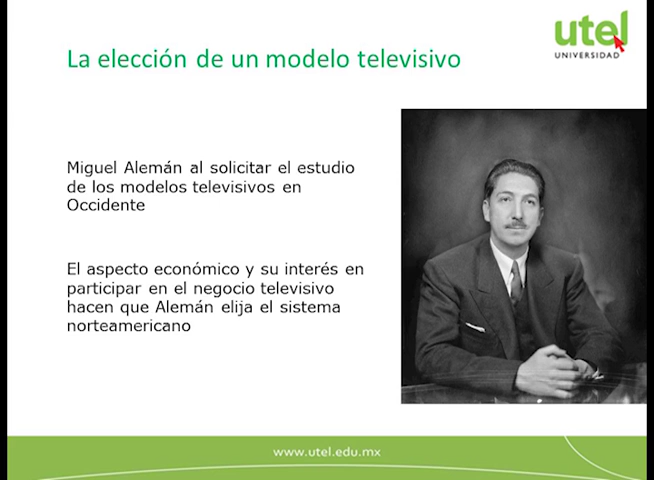 utel
UNIVERSIDAD
La elección de un modelo televisivo
Miguel Alemán al solicitar el estudio
de los modelos televisivos en
Occidente
El aspecto económico y su interés en
participar en el negocio televisivo
hacen que Alemán elija el sistema
norteamericano
www.utel.edu.mx